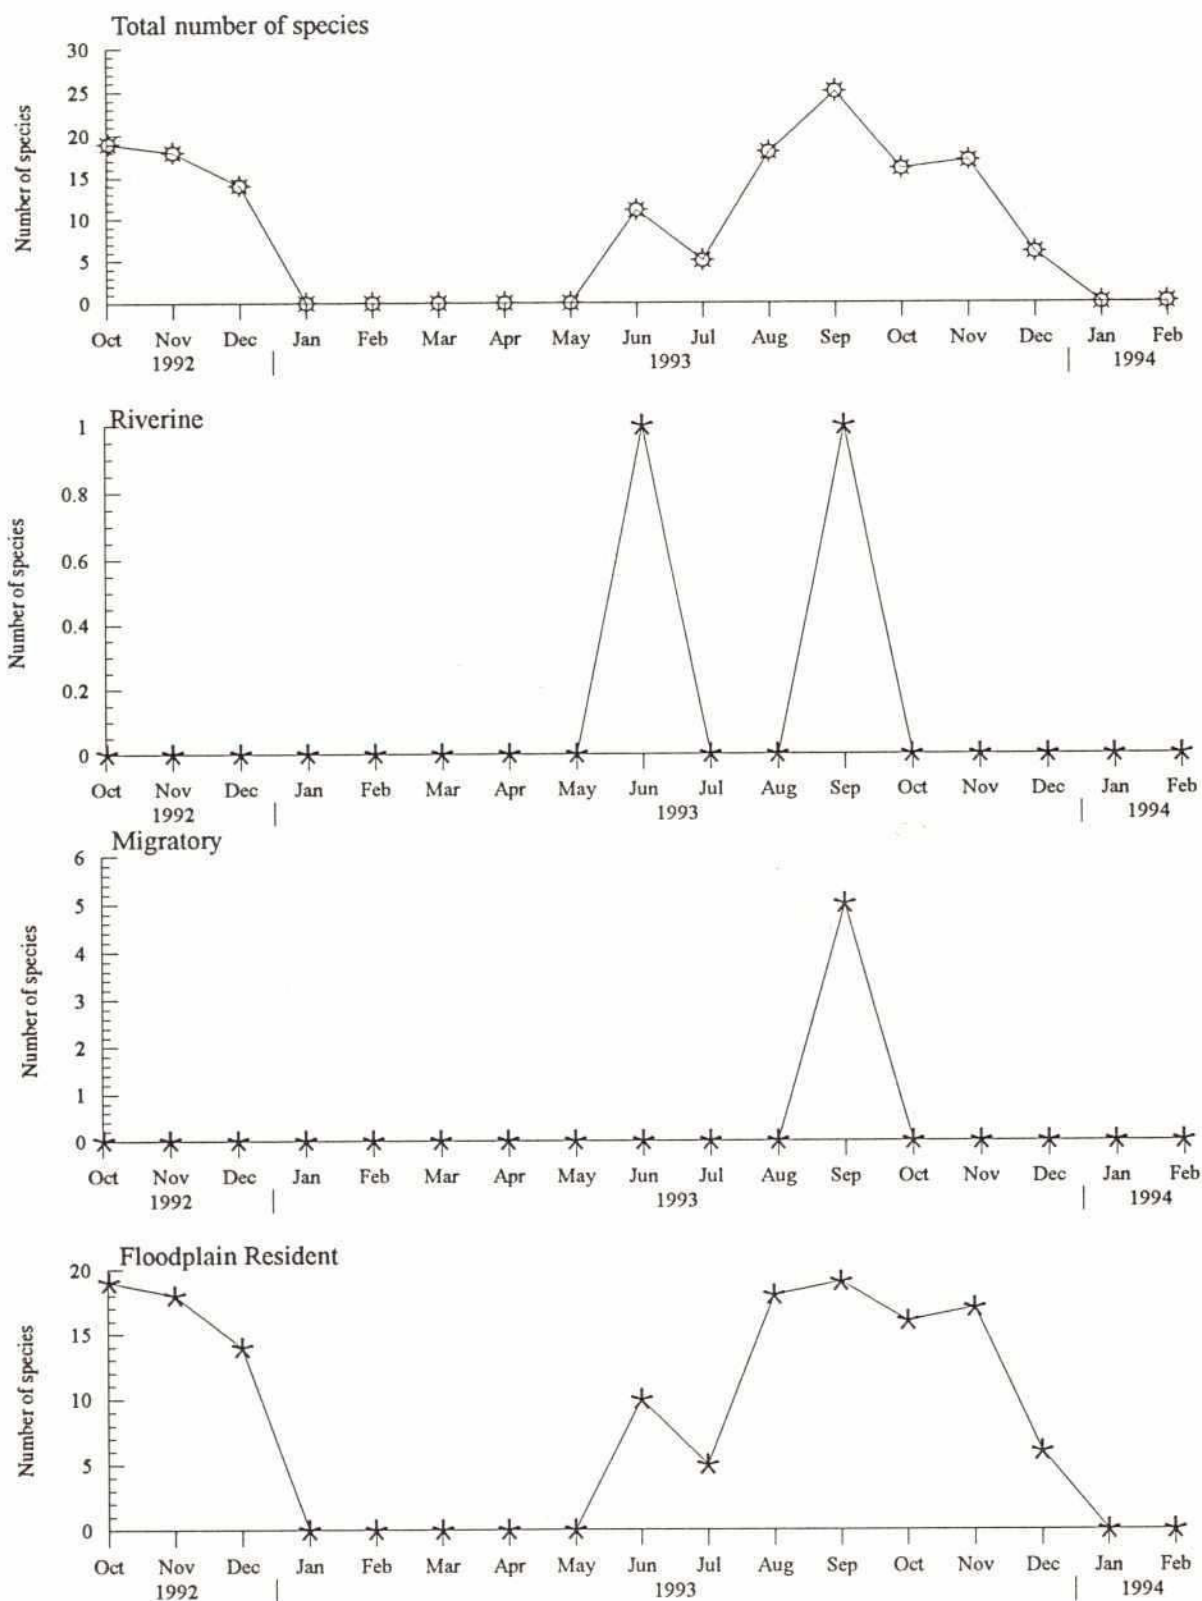 Total number of species
30
25
20
15
10
5
0
Number of species
Oct Nov Dec Jan Feb Mar Apr May Jun Jul Aug Sep Oct Nov Dec Jan Feb
1992 | 1993 | 1994
Riverine
1
0.8
0.6
0.4
0.2
0
Number of species
Oct Nov Dec Jan Feb Mar Apr May Jun Jul Aug Sep Oct Nov Dec Jan Feb
1992 | 1993 | 1994
Migratory
6
5
4
3
2
1
0
Number of species
Oct Nov Dec Jan Feb Mar Apr May Jun Jul Aug Sep Oct Nov Dec Jan Feb
1992 | 1993 | 1994
Floodplain Resident
20
15
10
5
0
Number of species
Oct Nov Dec Jan Feb Mar Apr May Jun Jul Aug Sep Oct Nov Dec Jan Feb
1992 | 1993 | 1994